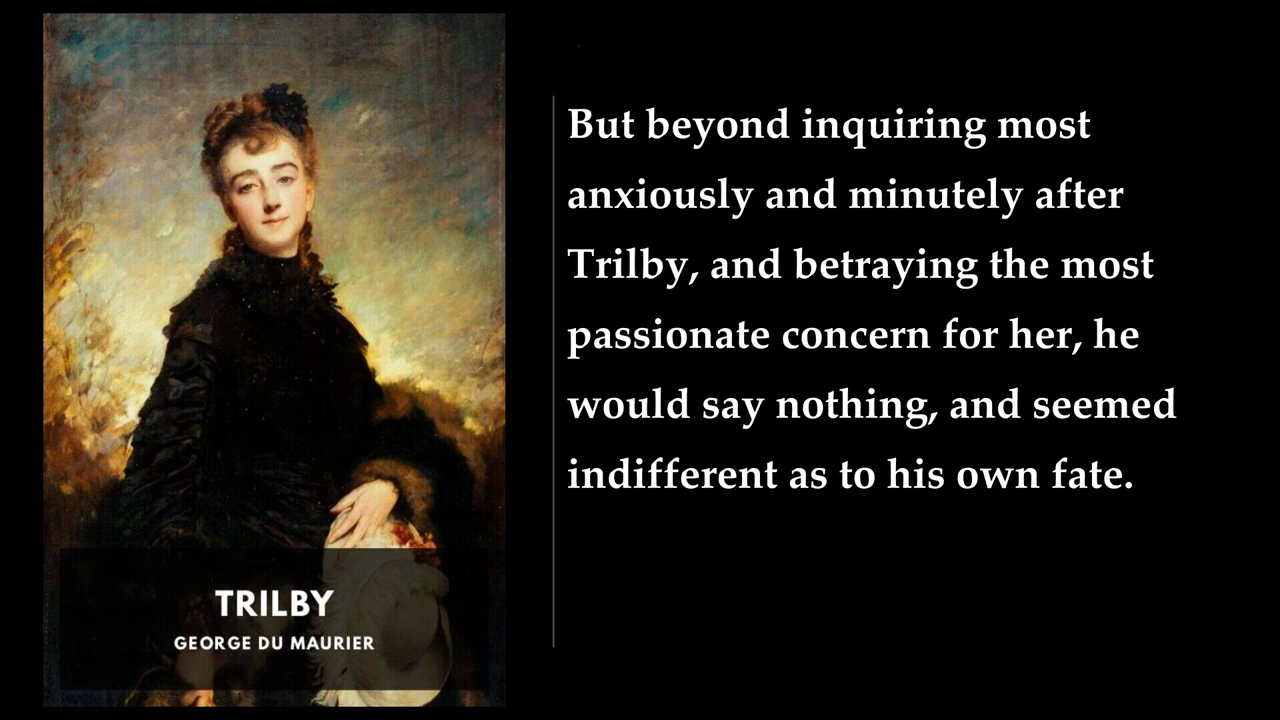 TRILBY
GEORGE DU MAURIER
But beyond inquiring most
anxiously and minutely after
Trilby, and betraying the most
passionate concern for her, he
would say nothing, and seemed
indifferent as to his own fate.